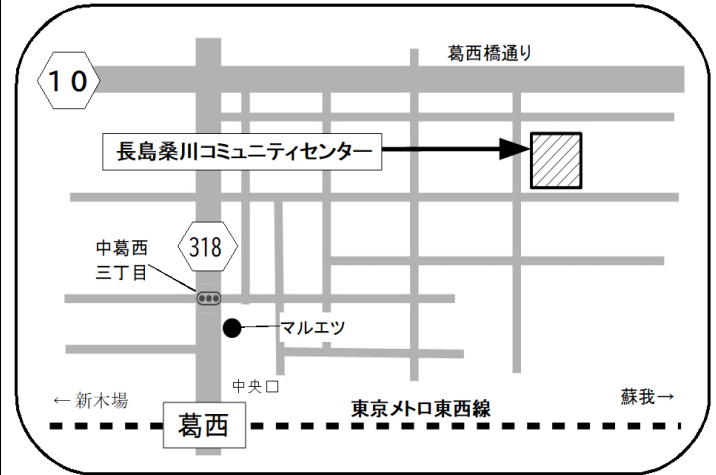 葛西橋通り
10
長島桑川コミュニティセンター
318
中葛西
三丁目
マルエツ
中央口
← 新木場
蘇我→
東京メトロ東西線
葛西